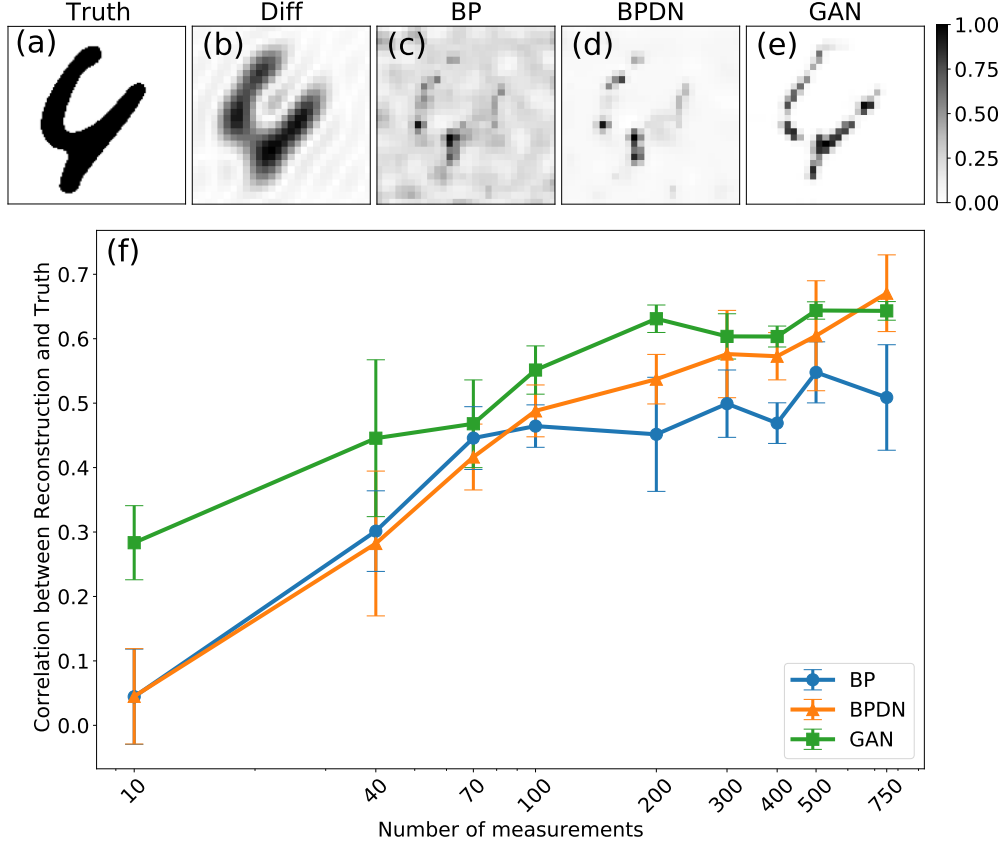 Truth Diff BP BPDN GAN
(a) (b) (c) (d) (e)
1.00
0.75
0.50
0.25
0.00
(f)
Correlation between Reconstruction and Truth
0.7
0.6
0.5
0.4
0.3
0.2
0.1
0.0
BP
BPDN
GAN
10 40 70 100 200 300 400 500 750
Number of measurements